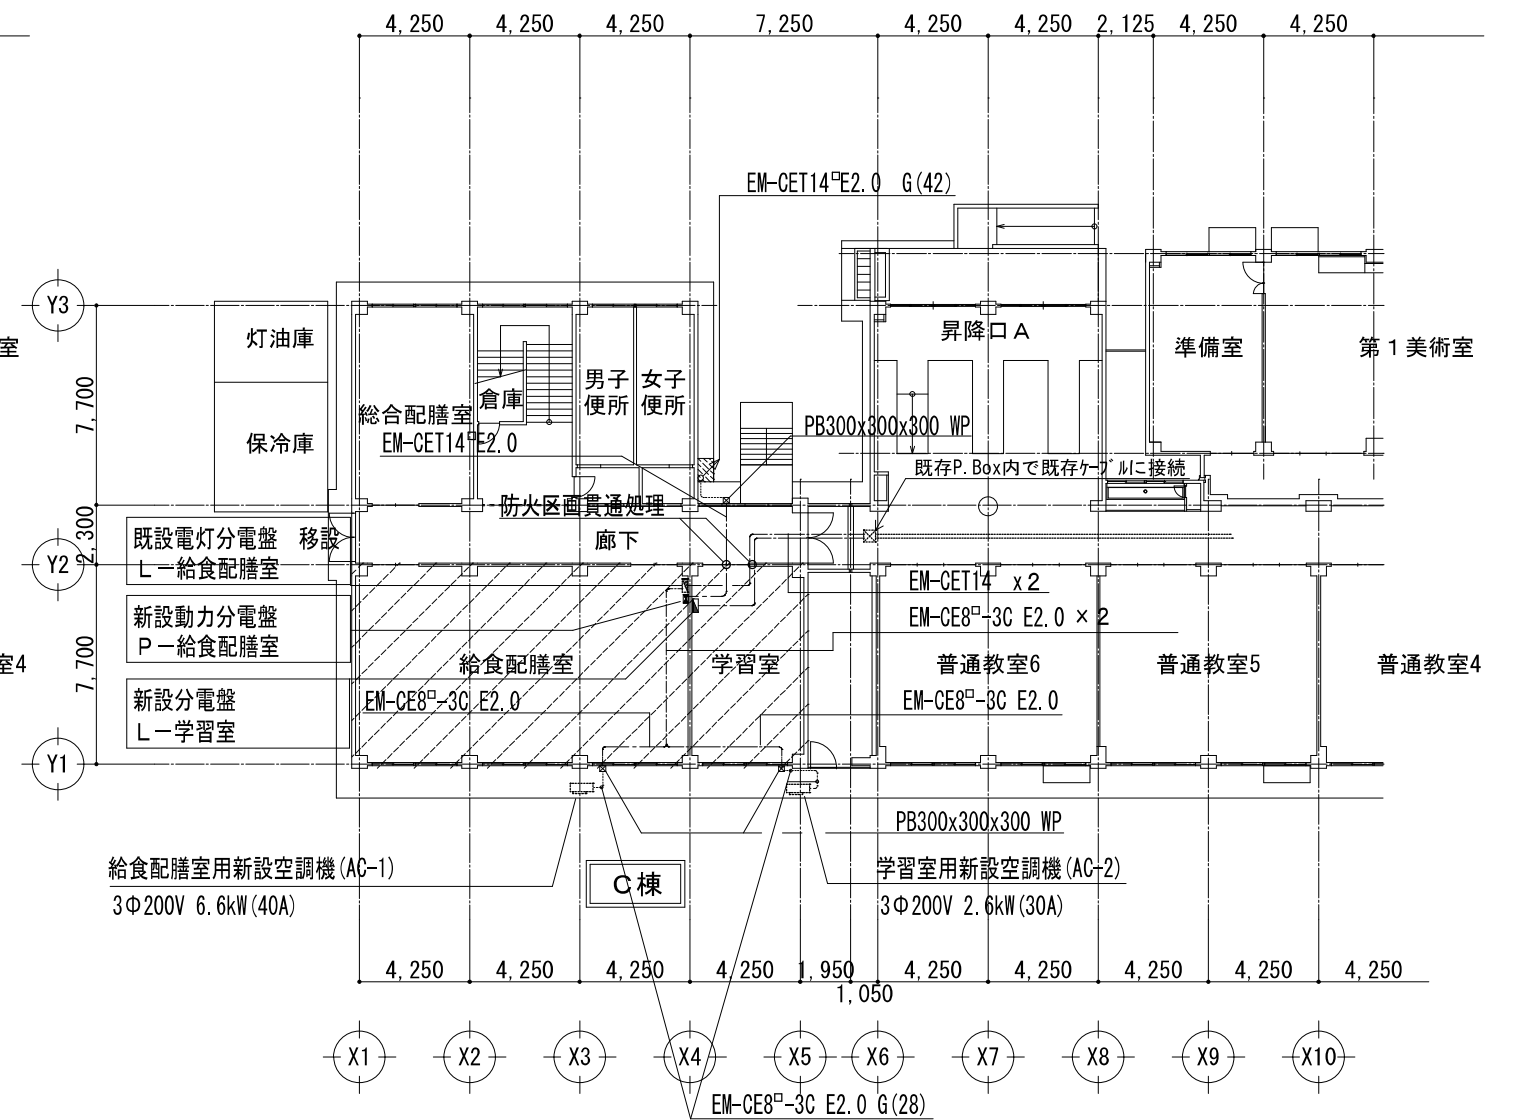 4,250 4,250 4,250 7,250 4,250 4,250 2,125 4,250 4,250
EM-CET14□E2.0 G(42)
Y3
灯油庫
室
昇降口A
準備室
第1美術室
7,700
男子
便所
女子
便所
倉庫
総合配膳室
EM-CET14□E2.0
保冷庫
PB300x300x300 WP
既存P.Box内で既存ｹｰﾌﾞﾙに接続
防火区画貫通処理
2,300
既設電灯分電盤 移設
L－給食配膳室
廊下
Y2
EM-CET14 x2
新設動力分電盤
P－給食配膳室
EM-CE8□-3C E2.0 × 2
室4
7,700
給食配膳室
学習室
普通教室6
普通教室5
普通教室4
新設分電盤
L－学習室
EM-CE8□-3C E2.0
EM-CE8□-3C E2.0
Y1
PB300x300x300 WP
給食配膳室用新設空調機(AC-1)
3Φ200V 6.6kW(40A)
C棟
学習室用新設空調機(AC-2)
3Φ200V 2.6kW(30A)
4,250 4,250 4,250 4,250 1,950 4,250 4,250 4,250 4,250 4,250
1,050
X1 X2 X3 X4 X5 X6 X7 X8 X9 X10
EM-CE8□-3C E2.0 G(28)